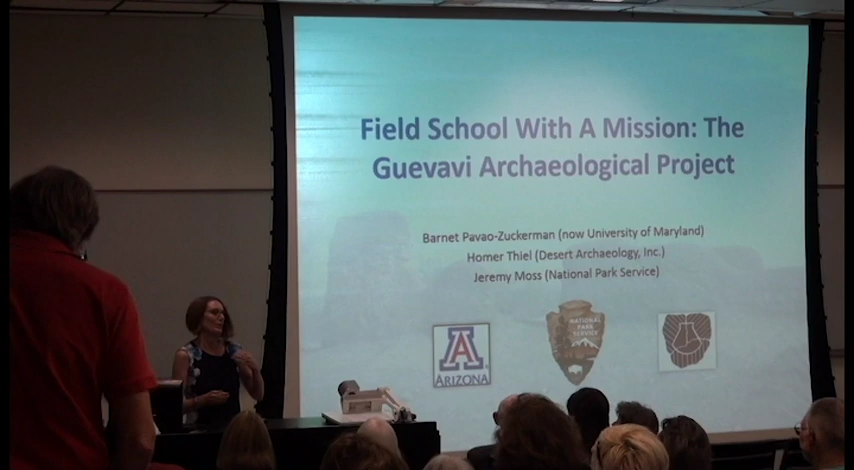 Field School With A Mission: The
Guevavi Archaeological Project
Barnet Pavao-Zuckerman (now University of Maryland)
Homer Thiel (Desert Archaeology, Inc.)
Jeremy Moss (National Park Service)
A
ARIZONA
NATIONAL
PARK
SERVICE